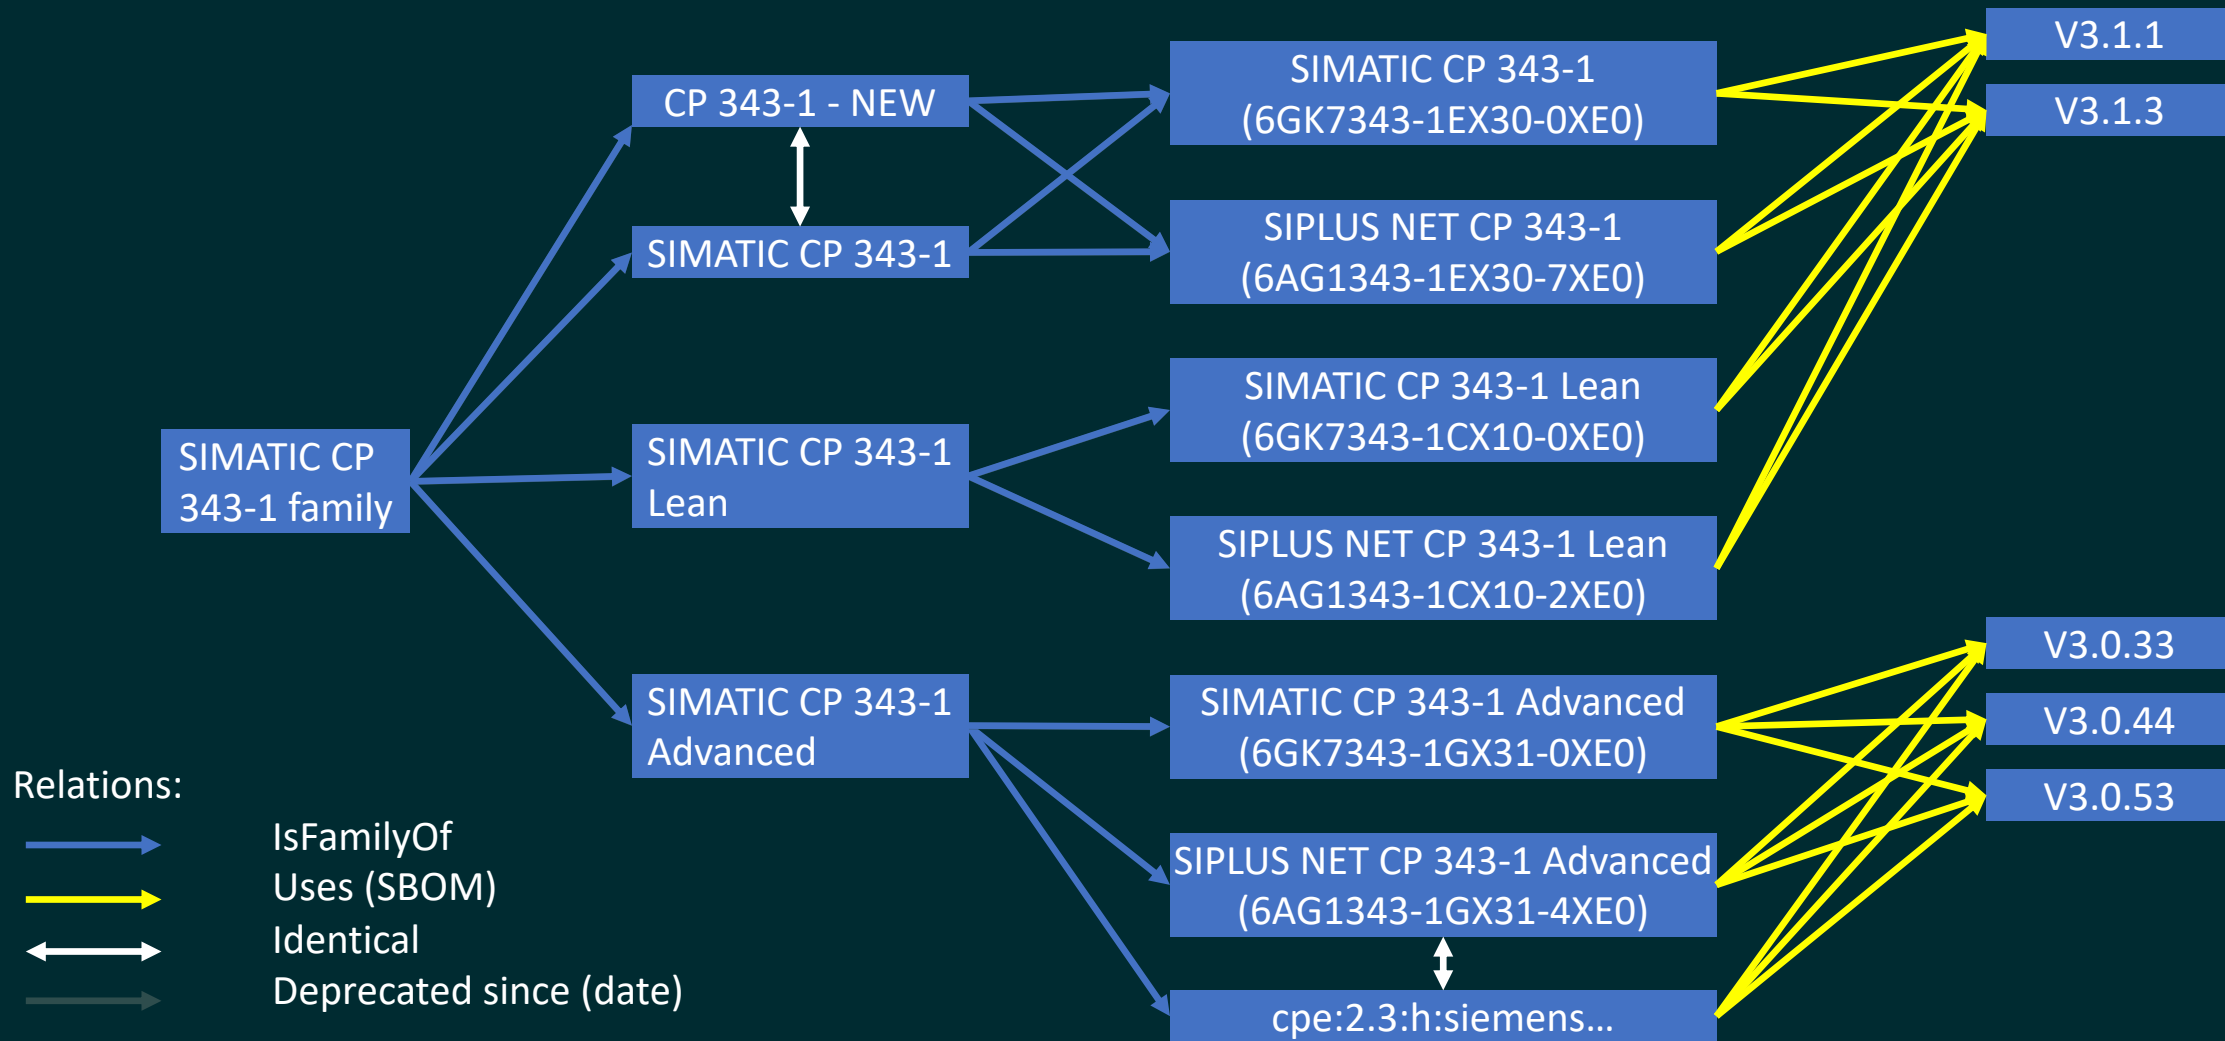 SIMATIC CP
343-1 family
CP 343-1 - NEW
SIMATIC CP 343-1
SIMATIC CP 343-1
Lean
SIMATIC CP 343-1
Advanced
SIMATIC CP 343-1
(6GK7343-1EX30-0XE0)
SIPLUS NET CP 343-1
(6AG1343-1EX30-7XE0)
SIMATIC CP 343-1 Lean
(6GK7343-1CX10-0XE0)
SIPLUS NET CP 343-1 Lean
(6AG1343-1CX10-2XE0)
SIMATIC CP 343-1 Advanced
(6GK7343-1GX31-0XE0)
SIPLUS NET CP 343-1 Advanced
(6AG1343-1GX31-4XE0)
cpe:2.3:h:siemens...
V3.1.1
V3.1.3
V3.0.33
V3.0.44
V3.0.53
Relations:
IsFamilyOf
Uses (SBOM)
Identical
Deprecated since (date)